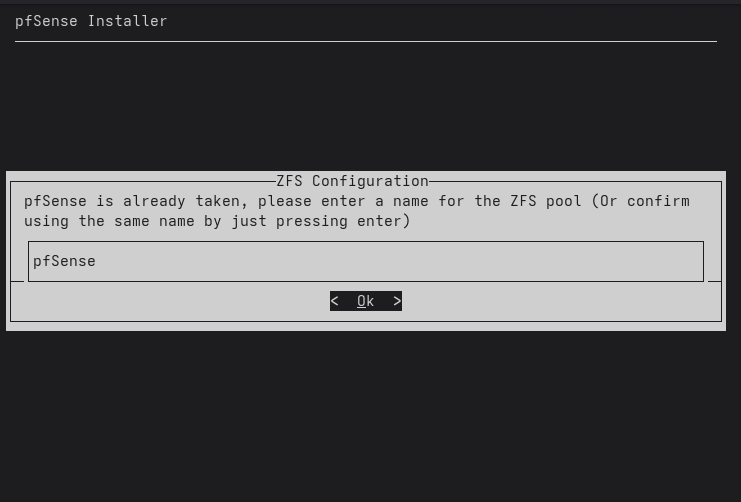 pfSense Installer
ZFS Configuration
pfSense is already taken, please enter a name for the ZFS pool (Or confirm
using the same name by just pressing enter)
pfSense
< Ok >